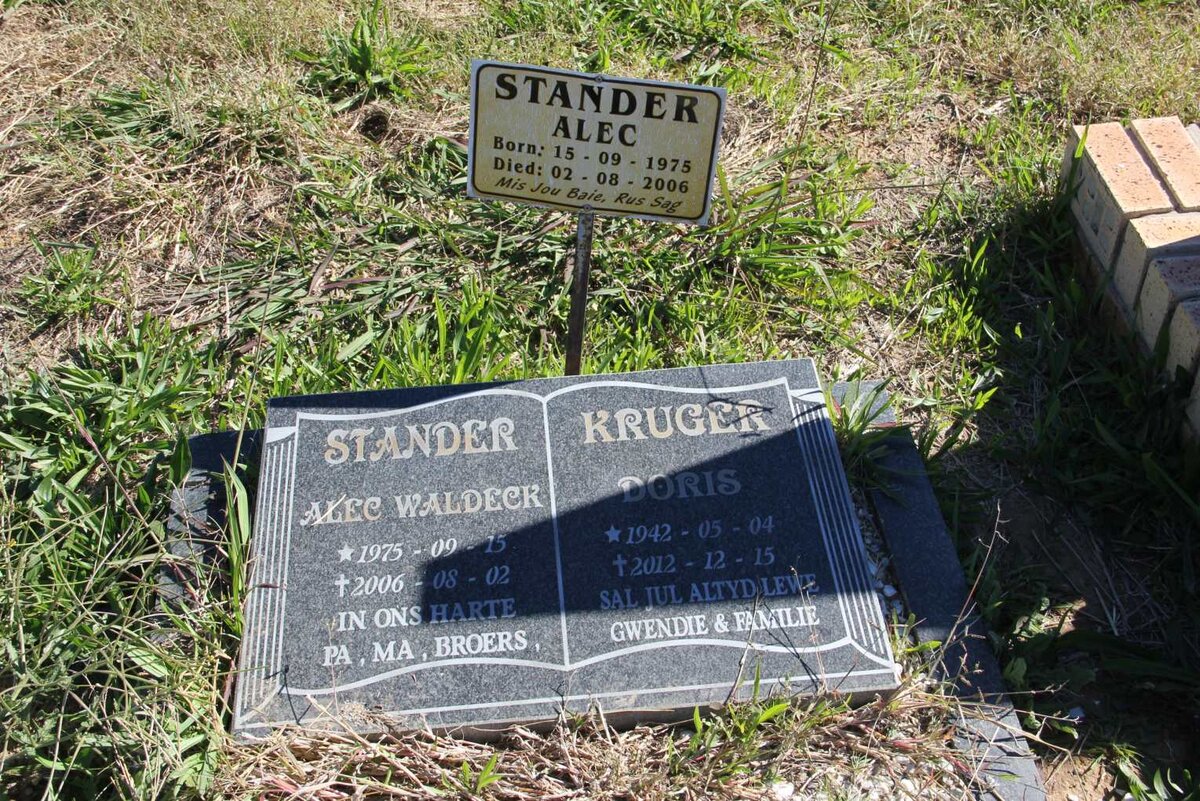 STANDER
ALEC
Born: 15 - 09 - 1975
Died: 02 - 08 - 2006
Mis Jou Baie, Rus Sag
STANDER
ALEC WALDECK
★1975 - 09 - 15
✝2006 - 08 - 02
IN ONS HARTE
PA , MA , BROERS ,
KRUGER
DORIS
★1942 - 05 - 04
✝2012 - 12 - 15
SAL JUL ALTYD LEWE
GWENDIE & FAMILIE